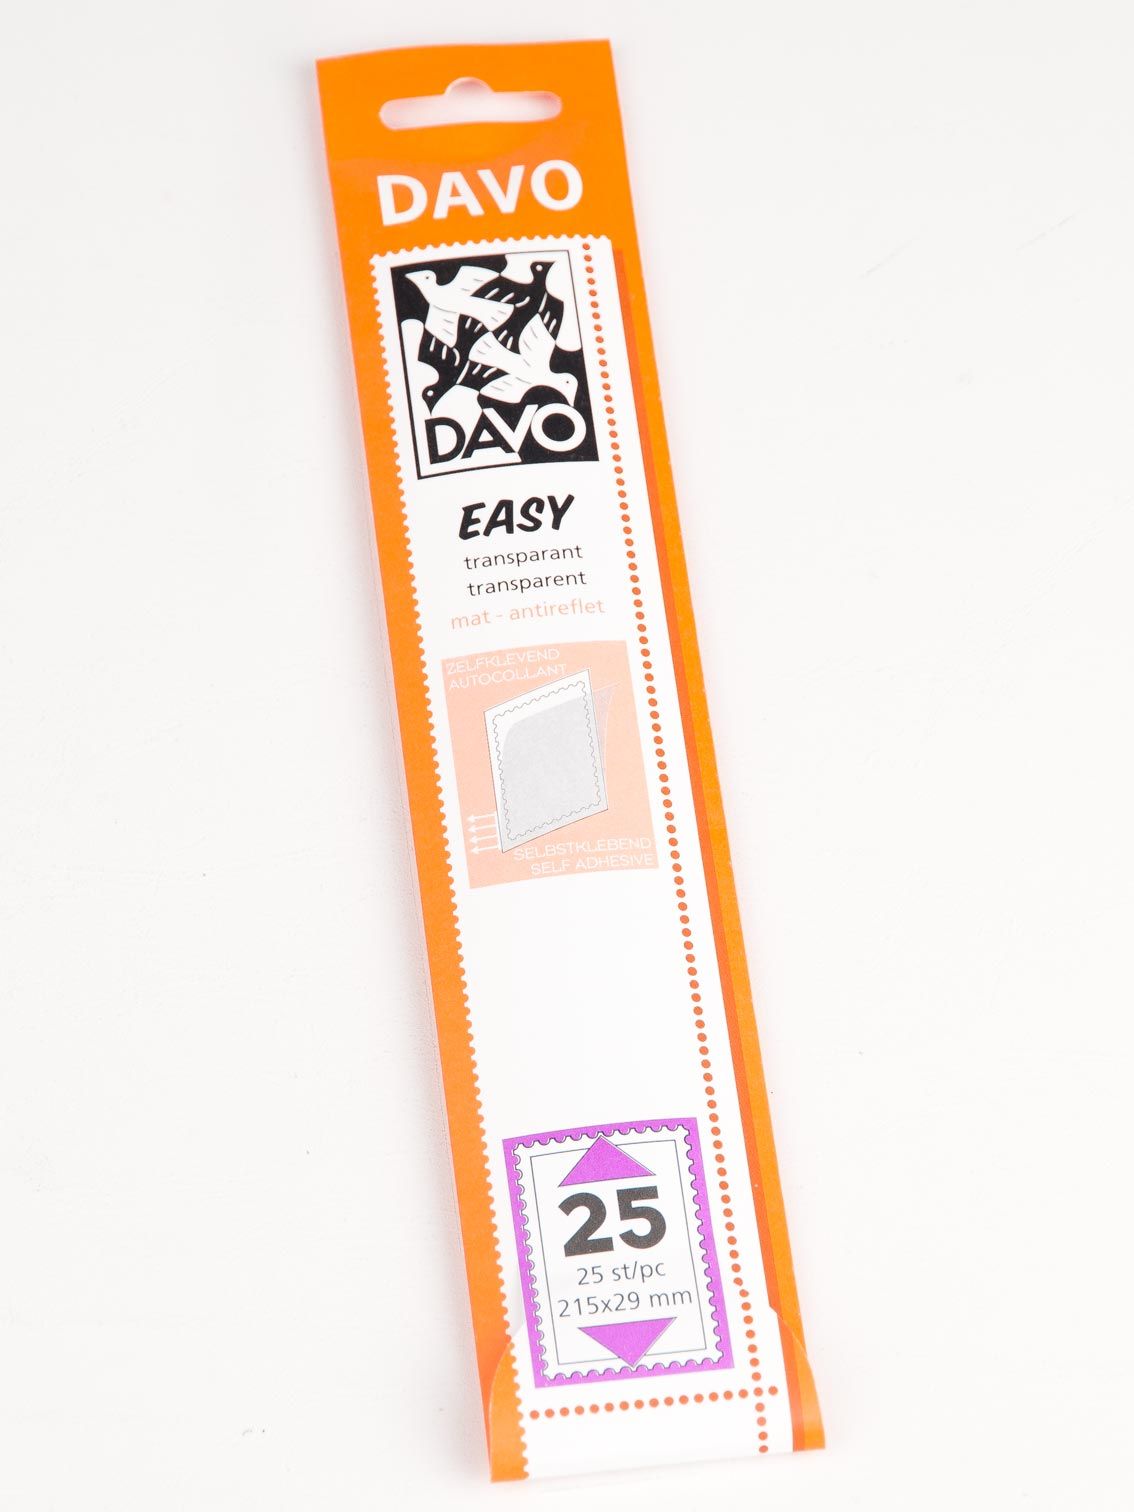 DAVO
DAVO
EASY
transparant
transparent
mat - antireflet
ZELFKLEVEND
AUTOCOLLANT
SELBSTKLEBEND
SELF ADHESIVE
25
25 st/pc
215x29 mm